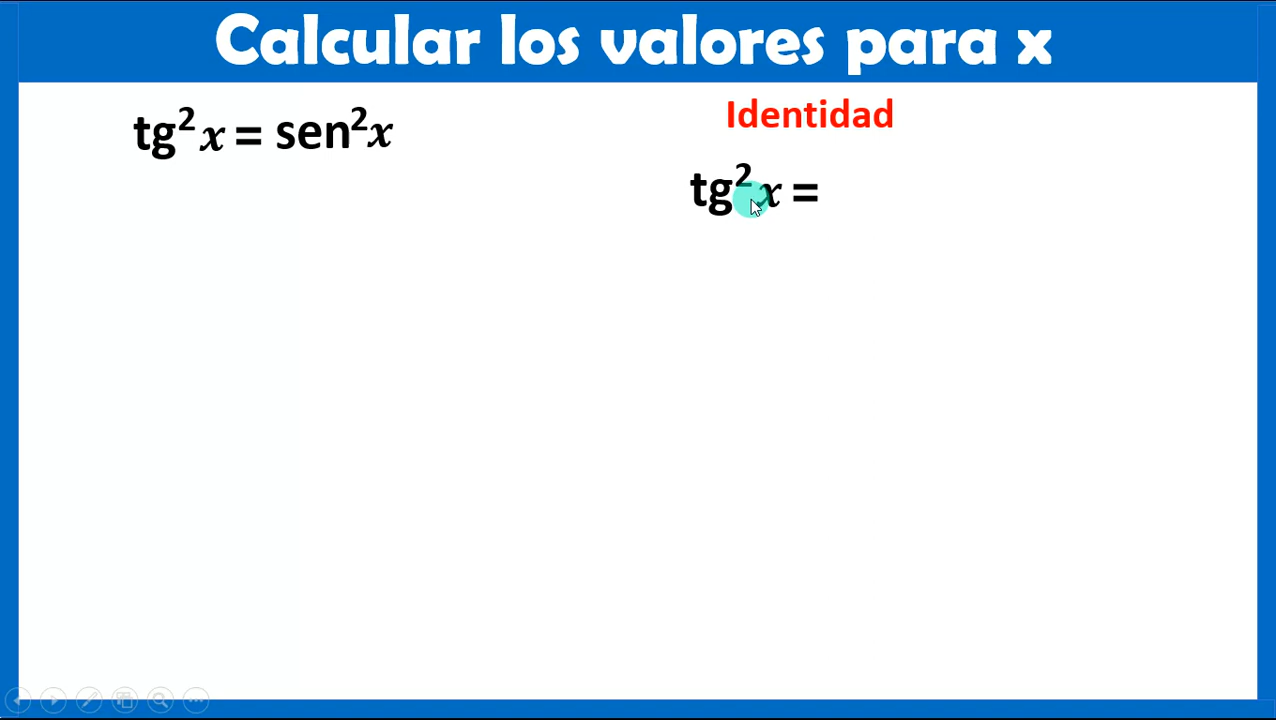 Calcular los valores para x
tg²x = sen²x
Identidad
tg²x =